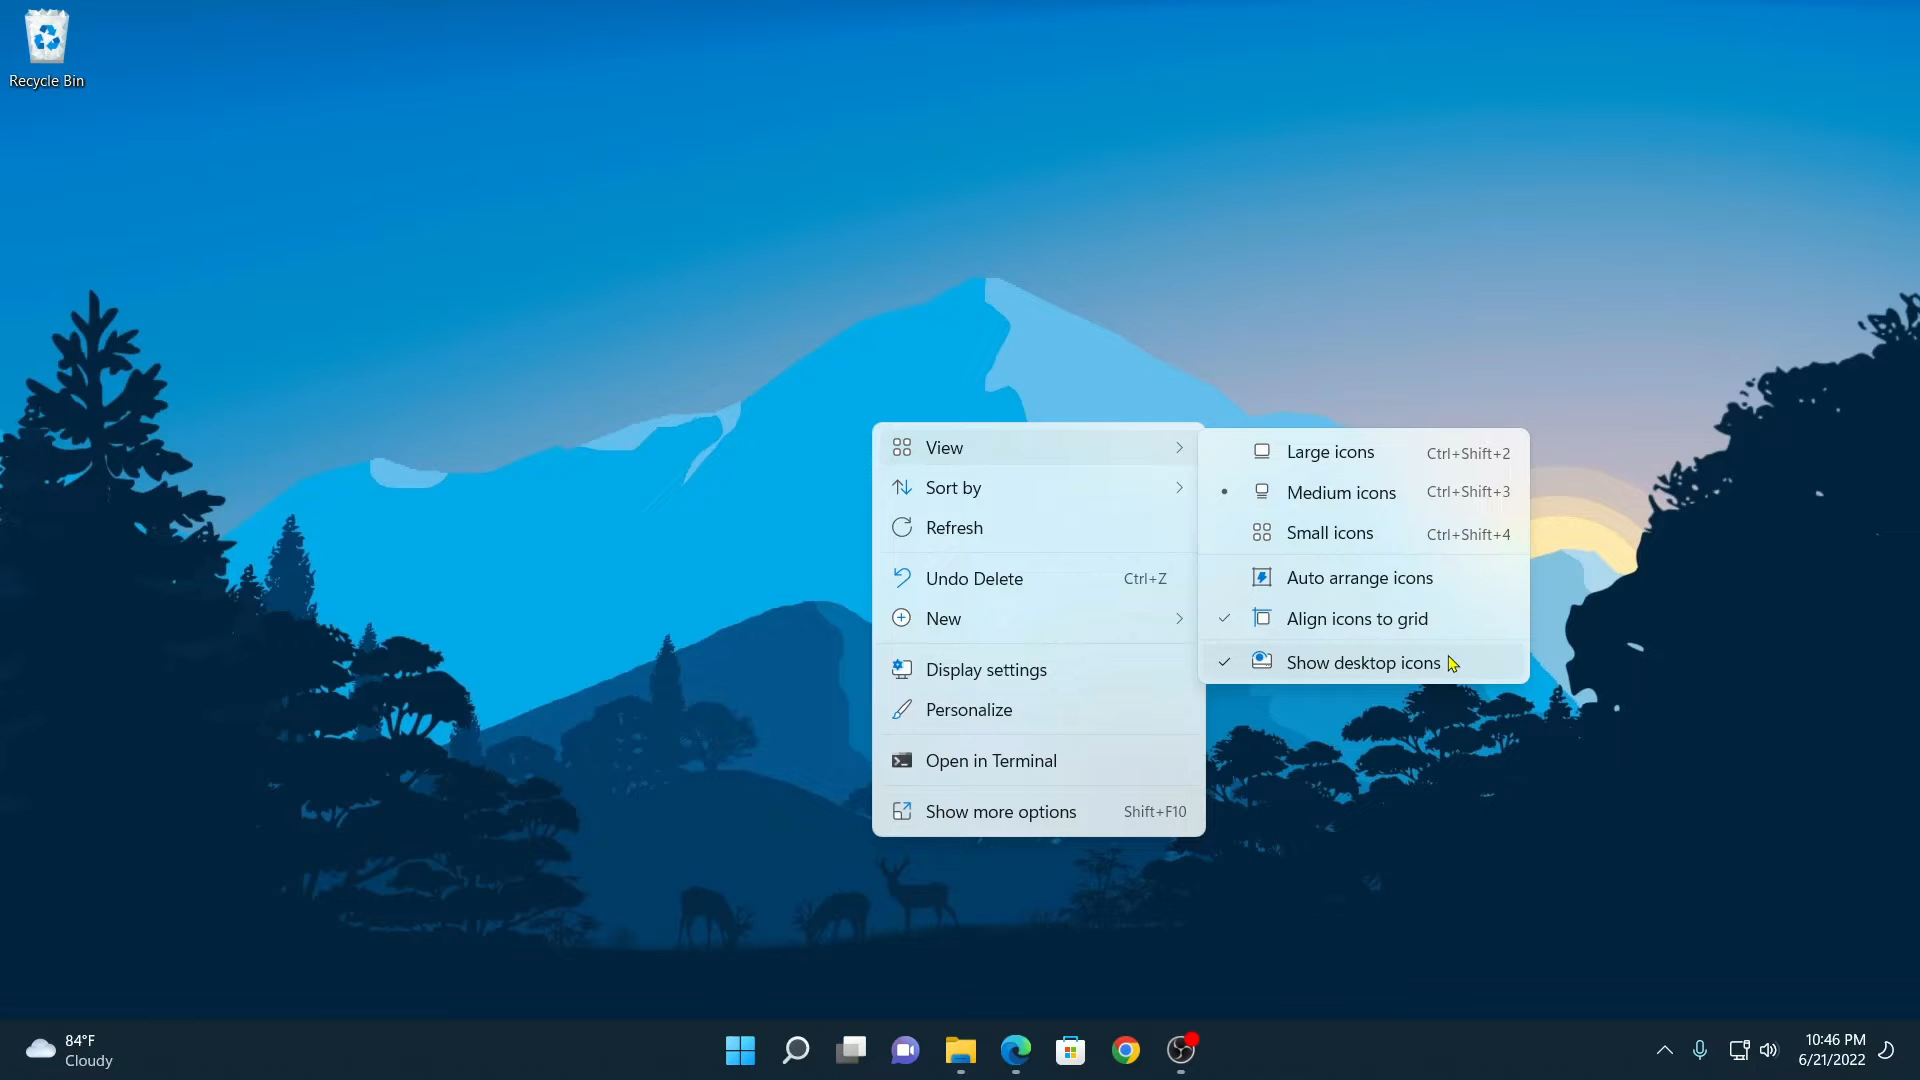 Recycle Bin
View
Sort by
Refresh
Undo Delete Ctrl+Z
New
Display settings
Personalize
Open in Terminal
Show more options Shift+F10
Large icons Ctrl+Shift+2
Medium icons Ctrl+Shift+3
Small icons Ctrl+Shift+4
Auto arrange icons
Align icons to grid
Show desktop icons
84°F
Cloudy
10:46 PM
6/21/2022